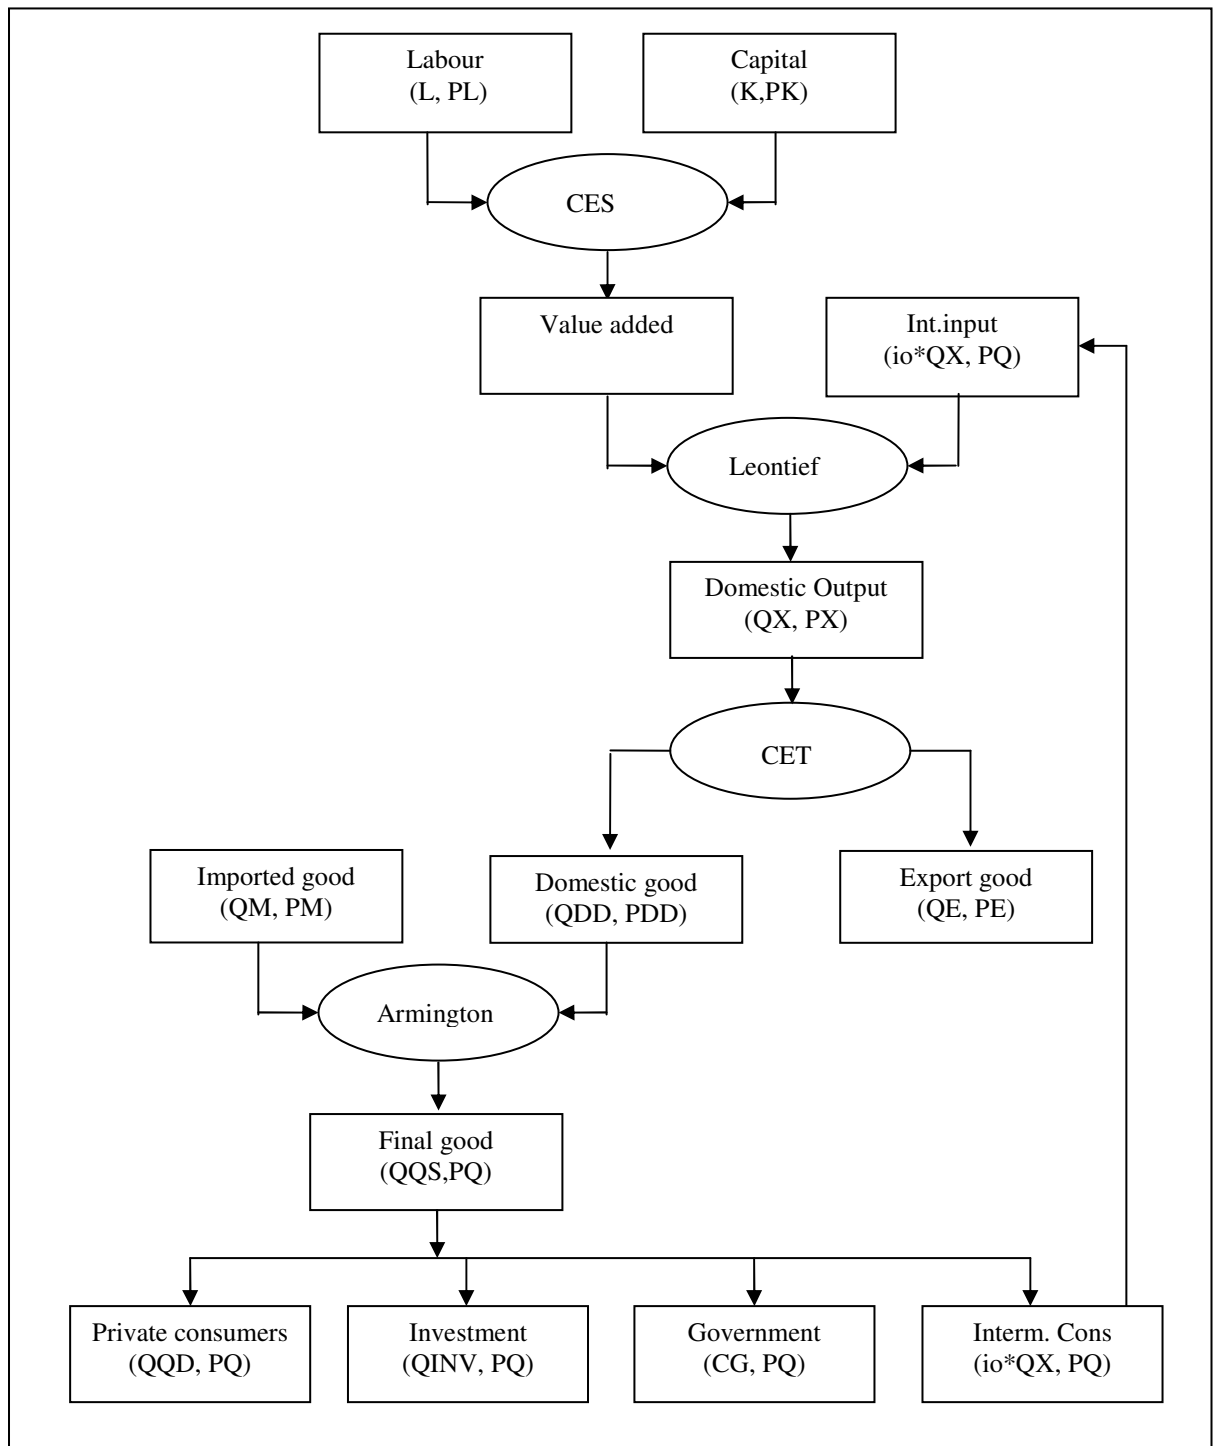 Labour
(L, PL)
Capital
(K,PK)
CES
Value added
Int.input
(io*QX, PQ)
Leontief
Domestic Output
(QX, PX)
CET
Imported good
(QM, PM)
Domestic good
(QDD, PDD)
Export good
(QE, PE)
Armington
Final good
(QQS,PQ)
Private consumers
(QQD, PQ)
Investment
(QINV, PQ)
Government
(CG, PQ)
Interm. Cons
(io*QX, PQ)